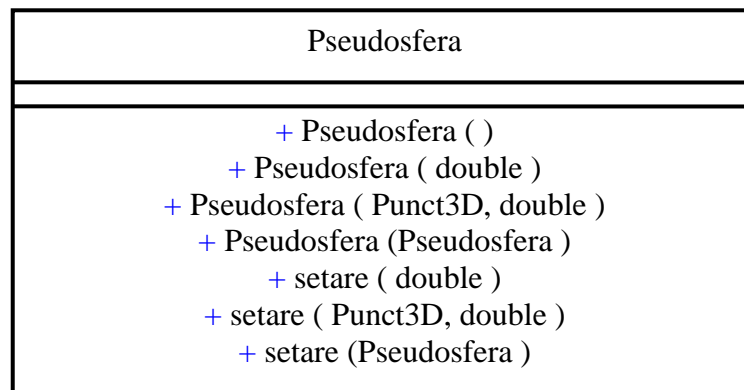 Pseudosfera
+ Pseudosfera ( )
+ Pseudosfera ( double )
+ Pseudosfera ( Punct3D, double )
+ Pseudosfera (Pseudosfera )
+ setare ( double )
+ setare ( Punct3D, double )
+ setare (Pseudosfera )